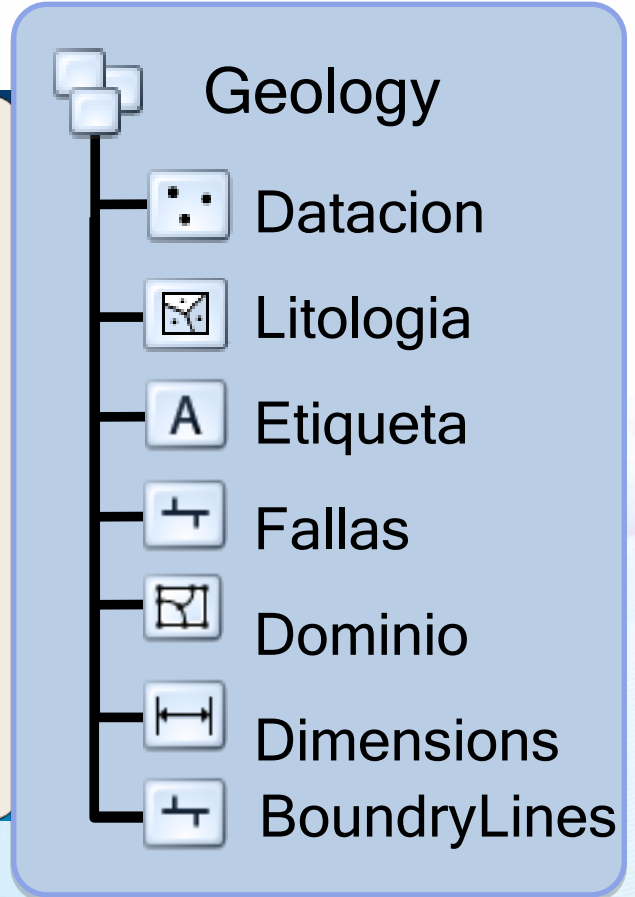 Geology
Datacion
Litologia
A Etiqueta
Fallas
Dominio
Dimensions
BoundryLines